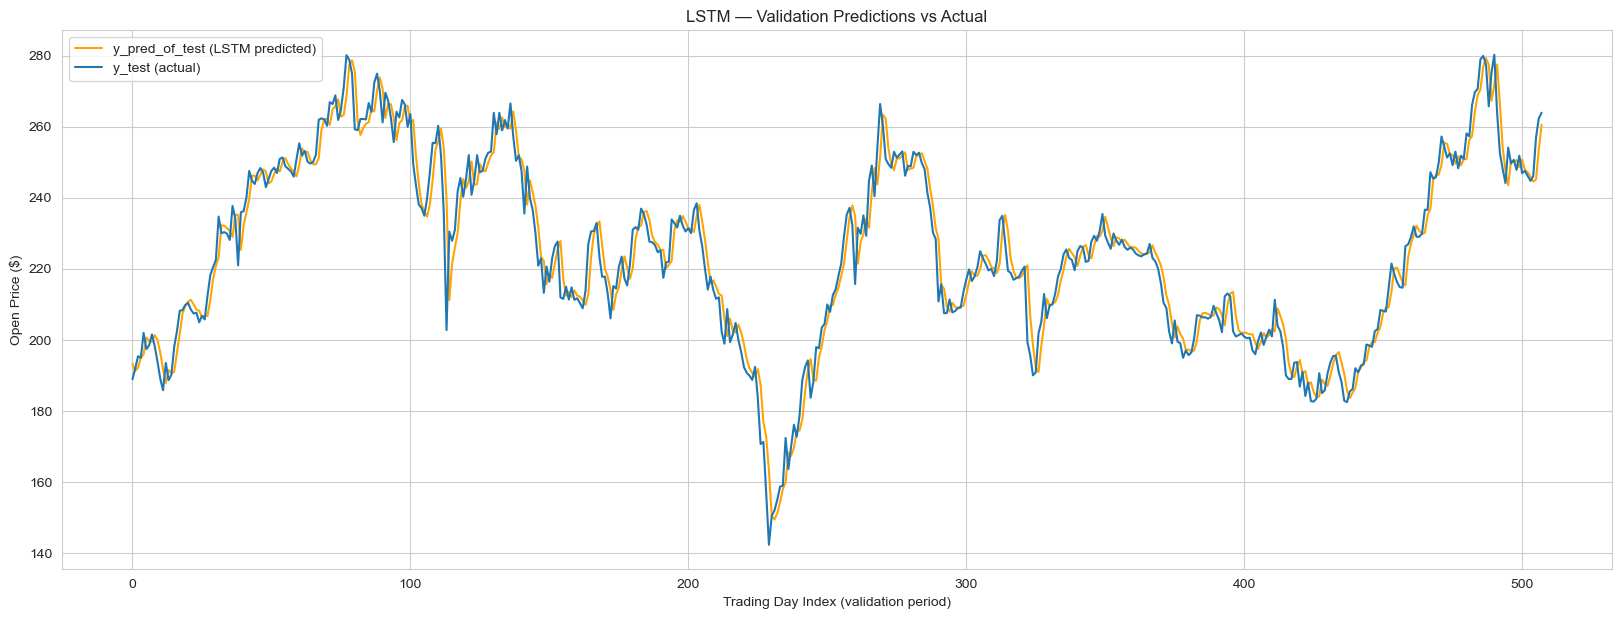 LSTM — Validation Predictions vs Actual
y_pred_of_test (LSTM predicted)
y_test (actual)
Open Price ($)
280
260
240
220
200
180
160
140
0 100 200 300 400 500
Trading Day Index (validation period)